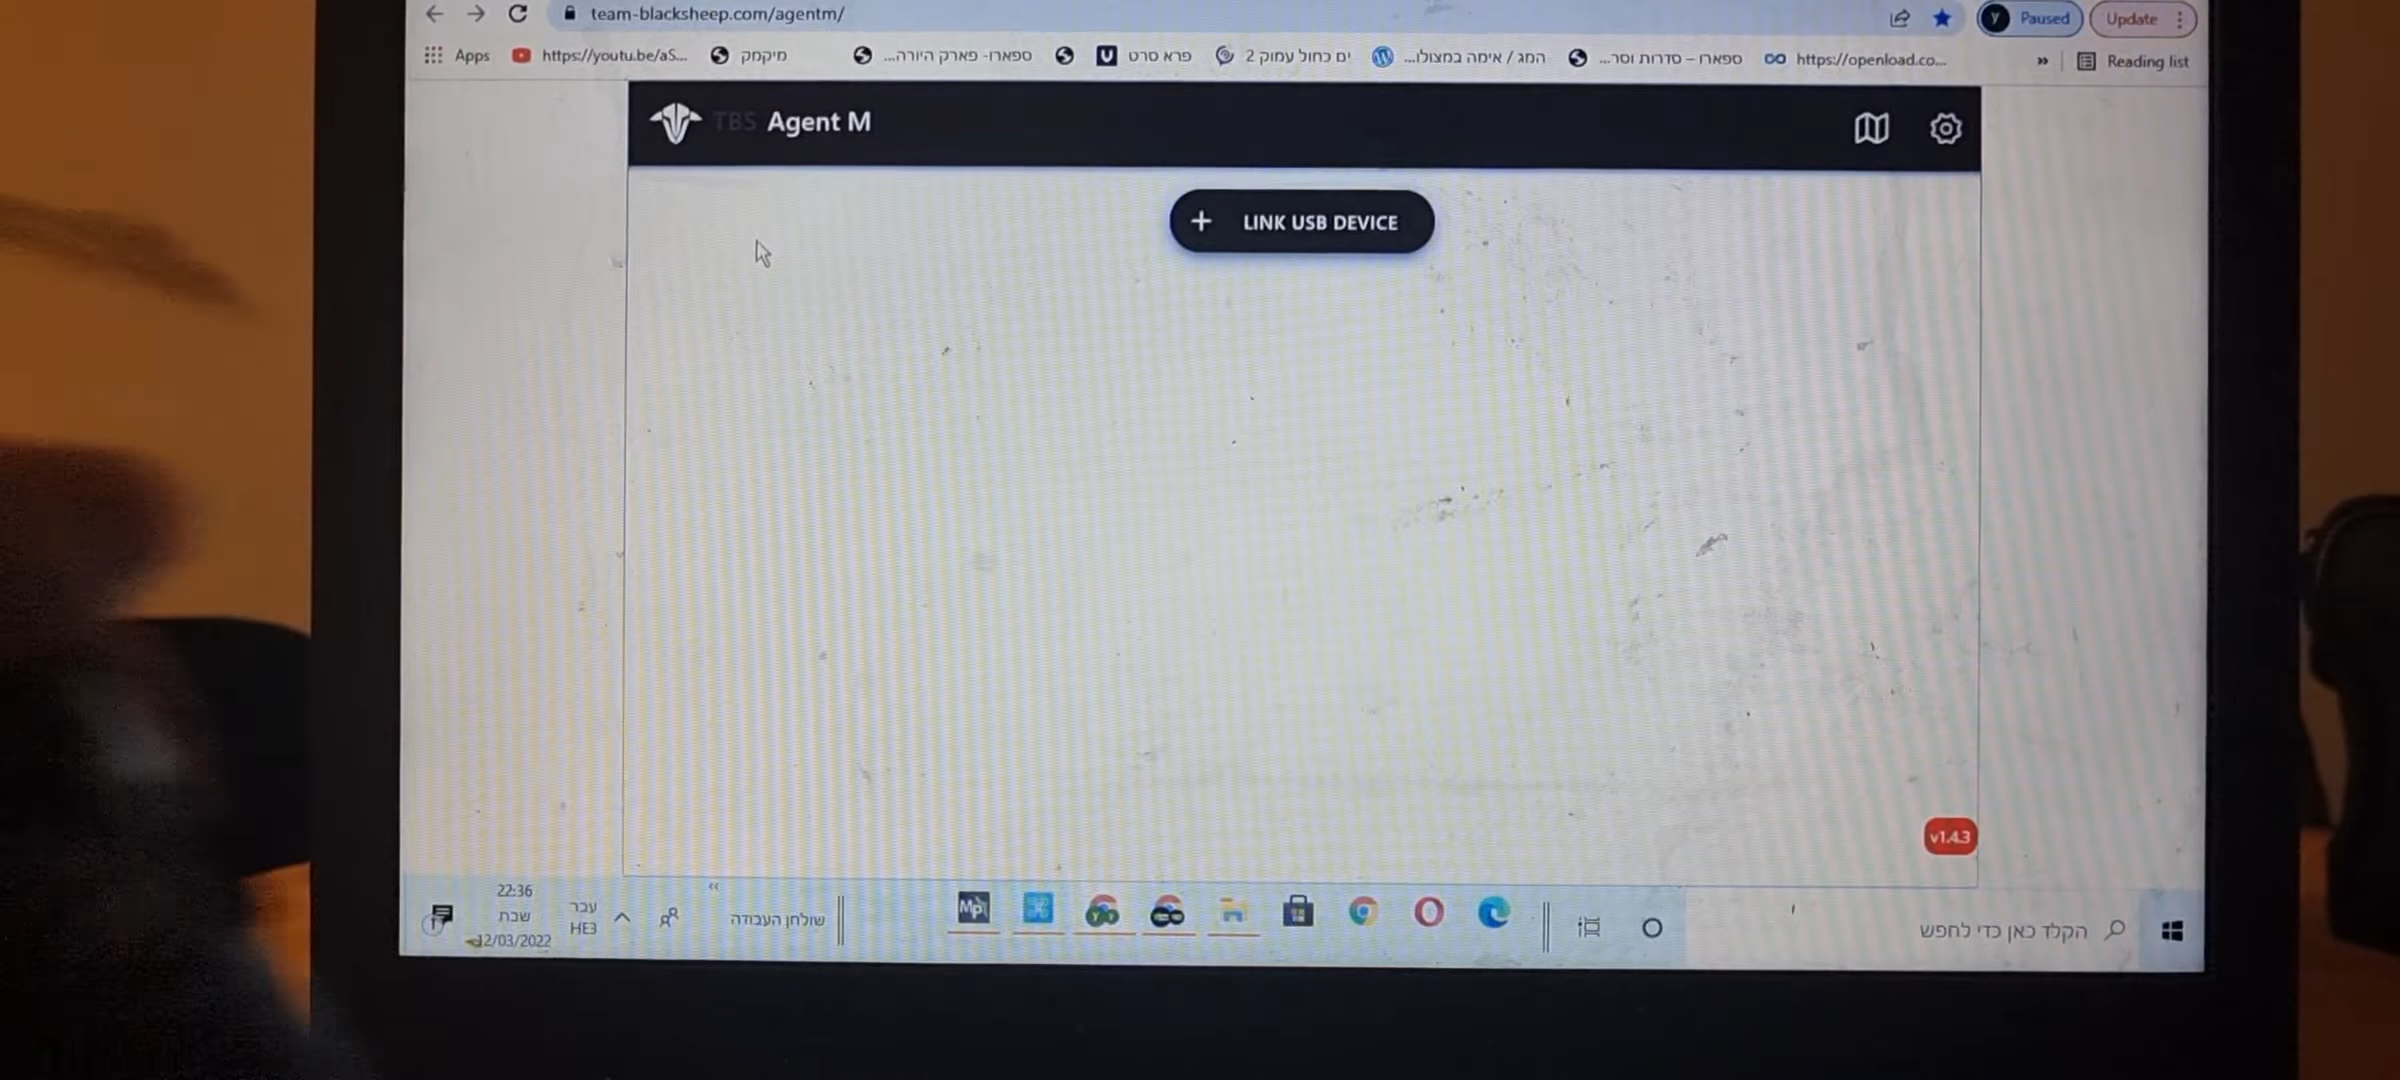 team-blacksheep.com/agentm/
Paused
Update
Apps
https://youtu.be/aS...
מיקמק
ספארו- פארק היורה...
פרא סרט
ים כחול עמוק 2
המג / אימה במצולו...
ספארו – סדרות וסר...
https://openload.co...
»
Reading list
TBS Agent M
+ LINK USB DEVICE
v1.4.3
22:36
שבת
12/03/2022
עבר
HE3
שולחן העבודה
Mp
הקלד כאן כדי לחפש